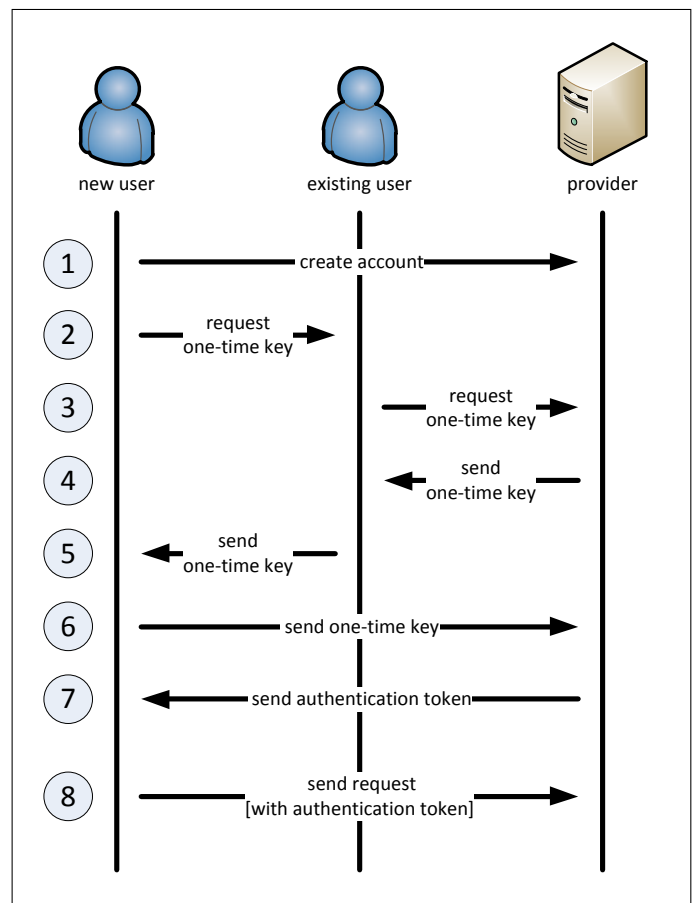 new user
existing user
provider
1
create account
2
request
one-time key
3
request
one-time key
4
send
one-time key
5
send
one-time key
6
send one-time key
7
send authentication token
8
send request
[with authentication token]